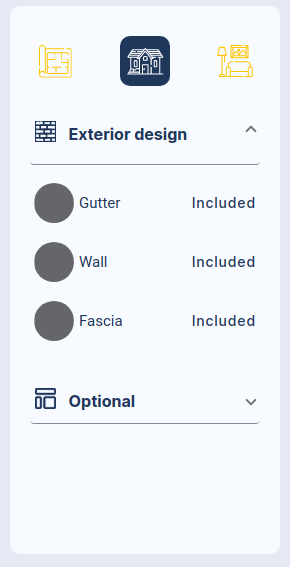 Exterior design
Gutter Included
Wall Included
Fascia Included
Optional